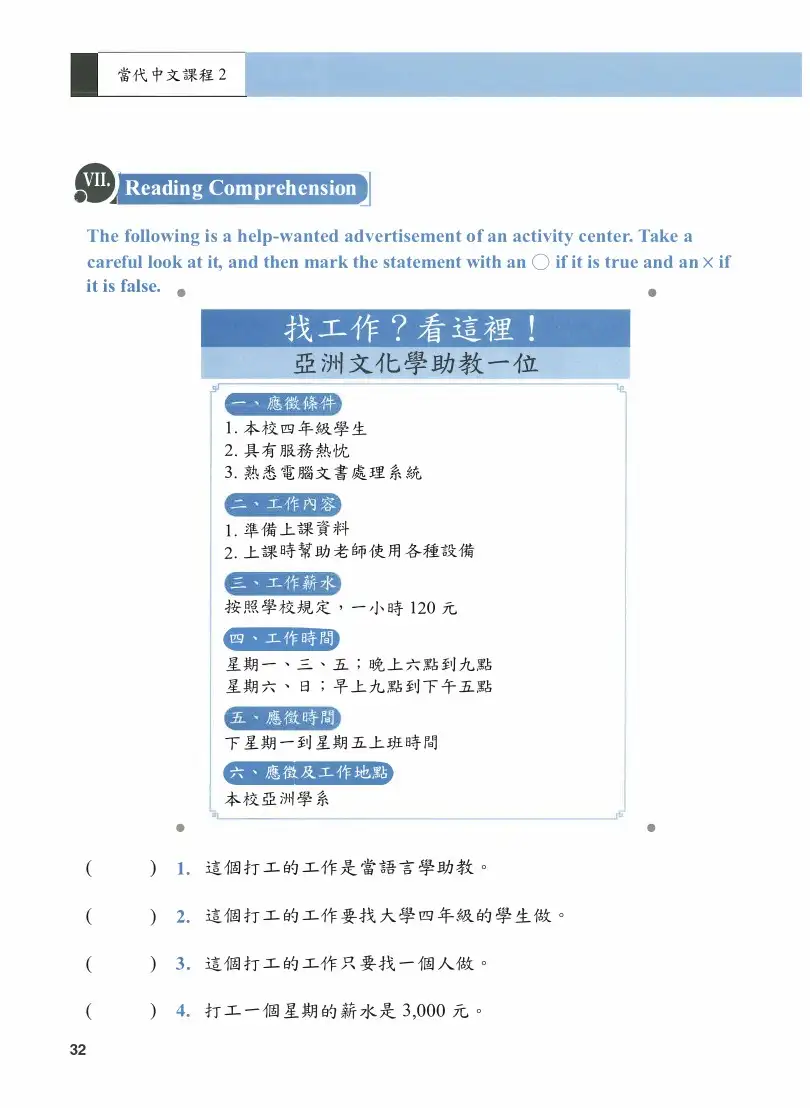 當代中文課程 2
VII. Reading Comprehension
The following is a help-wanted advertisement of an activity center. Take a
careful look at it, and then mark the statement with an ○ if it is true and an × if
it is false.
找工作？看這裡！
亞洲文化學助教一位
一、應徵條件
1. 本校四年級學生
2. 具有服務熱忱
3. 熟悉電腦文書處理系統
二、工作內容
1. 準備上課資料
2. 上課時幫助老師使用各種設備
三、工作薪水
按照學校規定，一小時 120 元
四、工作時間
星期一、三、五；晚上六點到九點
星期六、日；早上九點到下午五點
五、應徵時間
下星期一到星期五上班時間
六、應徵及工作地點
本校亞洲學系
( ) 1. 這個打工的工作是當語言學助教。
( ) 2. 這個打工的工作要找大學四年級的學生做。
( ) 3. 這個打工的工作只要找一個人做。
( ) 4. 打工一個星期的薪水是 3,000 元。
32